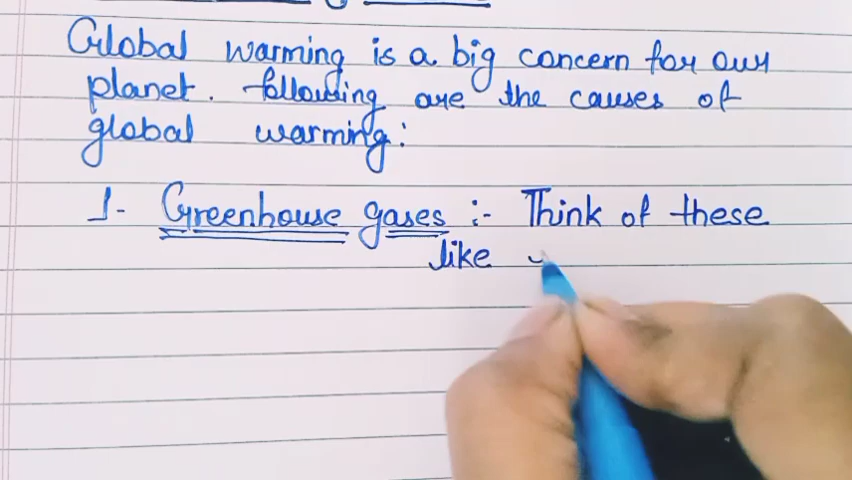 Global warming is a big concern for our
planet. following are the causes of
global warming:
1- Greenhouse gases :- Think of these
like